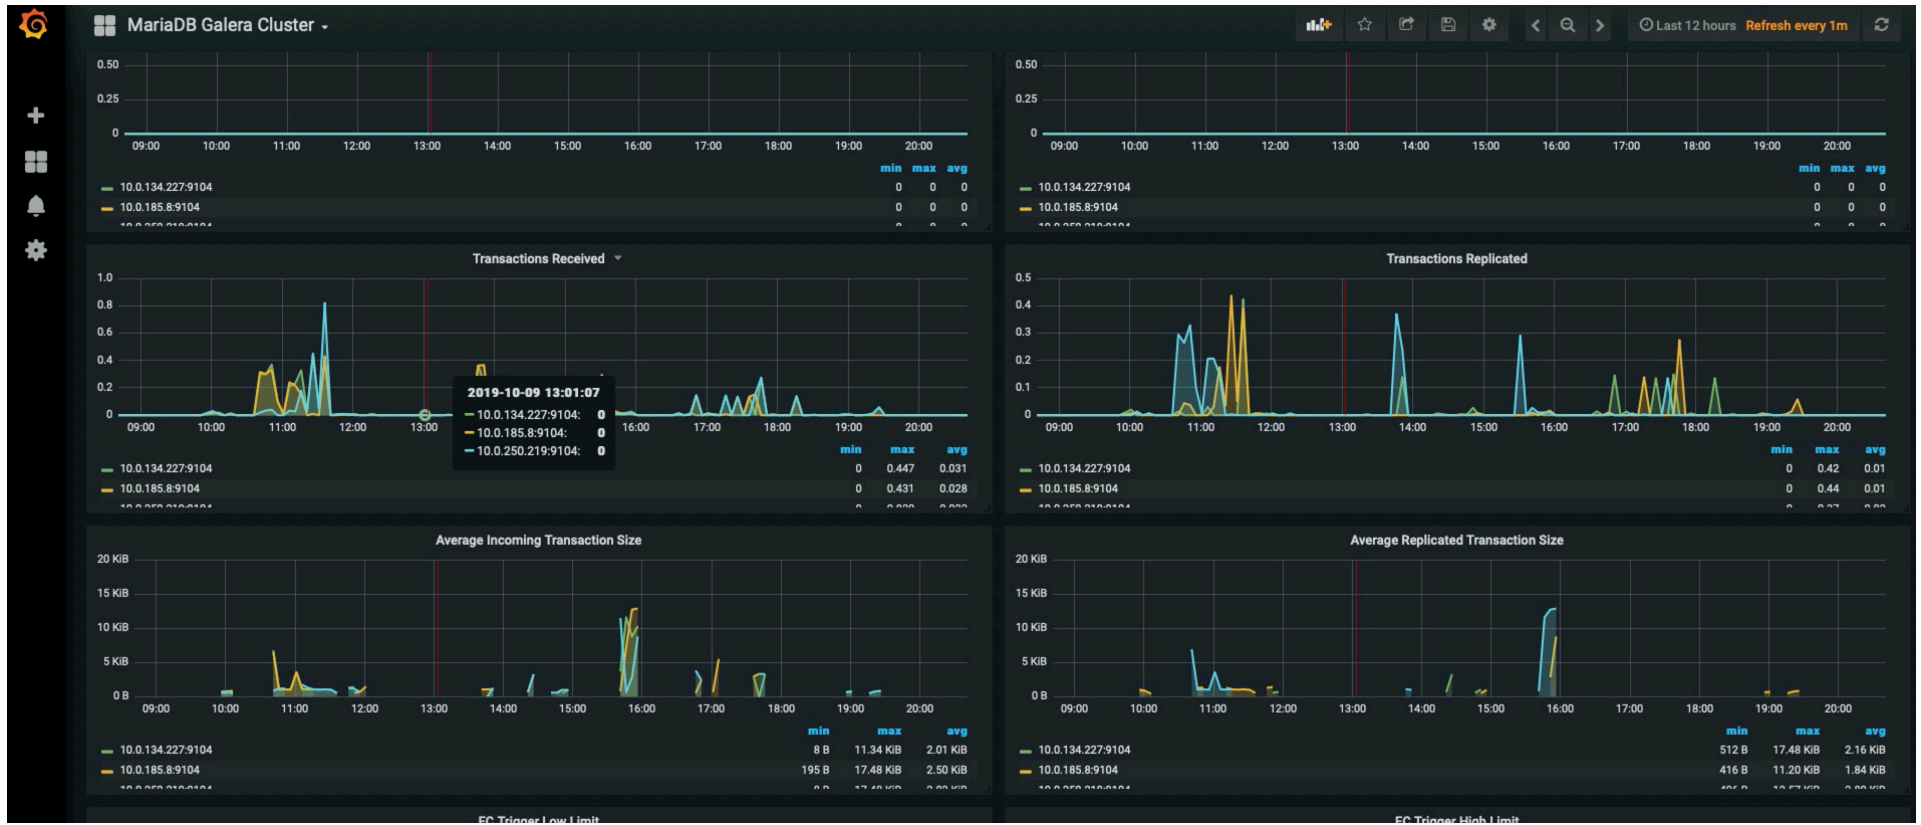 MariaDB Galera Cluster
Last 12 hours Refresh every 1m
0.50
0.25
0
09:00 10:00 11:00 12:00 13:00 14:00 15:00 16:00 17:00 18:00 19:00 20:00
min max avg
10.0.134.227:9104 0 0 0
10.0.185.8:9104 0 0 0
0.50
0.25
0
09:00 10:00 11:00 12:00 13:00 14:00 15:00 16:00 17:00 18:00 19:00 20:00
min max avg
10.0.134.227:9104 0 0 0
10.0.185.8:9104 0 0 0
Transactions Received
1.0
0.8
0.6
0.4
0.2
0
09:00 10:00 11:00 12:00 13:00 16:00 17:00 18:00 19:00 20:00
2019-10-09 13:01:07
10.0.134.227:9104: 0
10.0.185.8:9104: 0
10.0.250.219:9104: 0
min max avg
10.0.134.227:9104 0 0.447 0.031
10.0.185.8:9104 0 0.431 0.028
Transactions Replicated
0.5
0.4
0.3
0.2
0.1
0
09:00 10:00 11:00 12:00 13:00 14:00 15:00 16:00 17:00 18:00 19:00 20:00
min max avg
10.0.134.227:9104 0 0.42 0.01
10.0.185.8:9104 0 0.44 0.01
Average Incoming Transaction Size
20 KiB
15 KiB
10 KiB
5 KiB
0 B
09:00 10:00 11:00 12:00 13:00 14:00 15:00 16:00 17:00 18:00 19:00 20:00
min max avg
10.0.134.227:9104 8 B 11.34 KiB 2.01 KiB
10.0.185.8:9104 195 B 17.48 KiB 2.50 KiB
Average Replicated Transaction Size
20 KiB
15 KiB
10 KiB
5 KiB
0 B
09:00 10:00 11:00 12:00 13:00 14:00 15:00 16:00 17:00 18:00 19:00 20:00
min max avg
10.0.134.227:9104 512 B 17.48 KiB 2.16 KiB
10.0.185.8:9104 416 B 11.20 KiB 1.84 KiB
FC Trigger Low Limit
FC Trigger High Limit